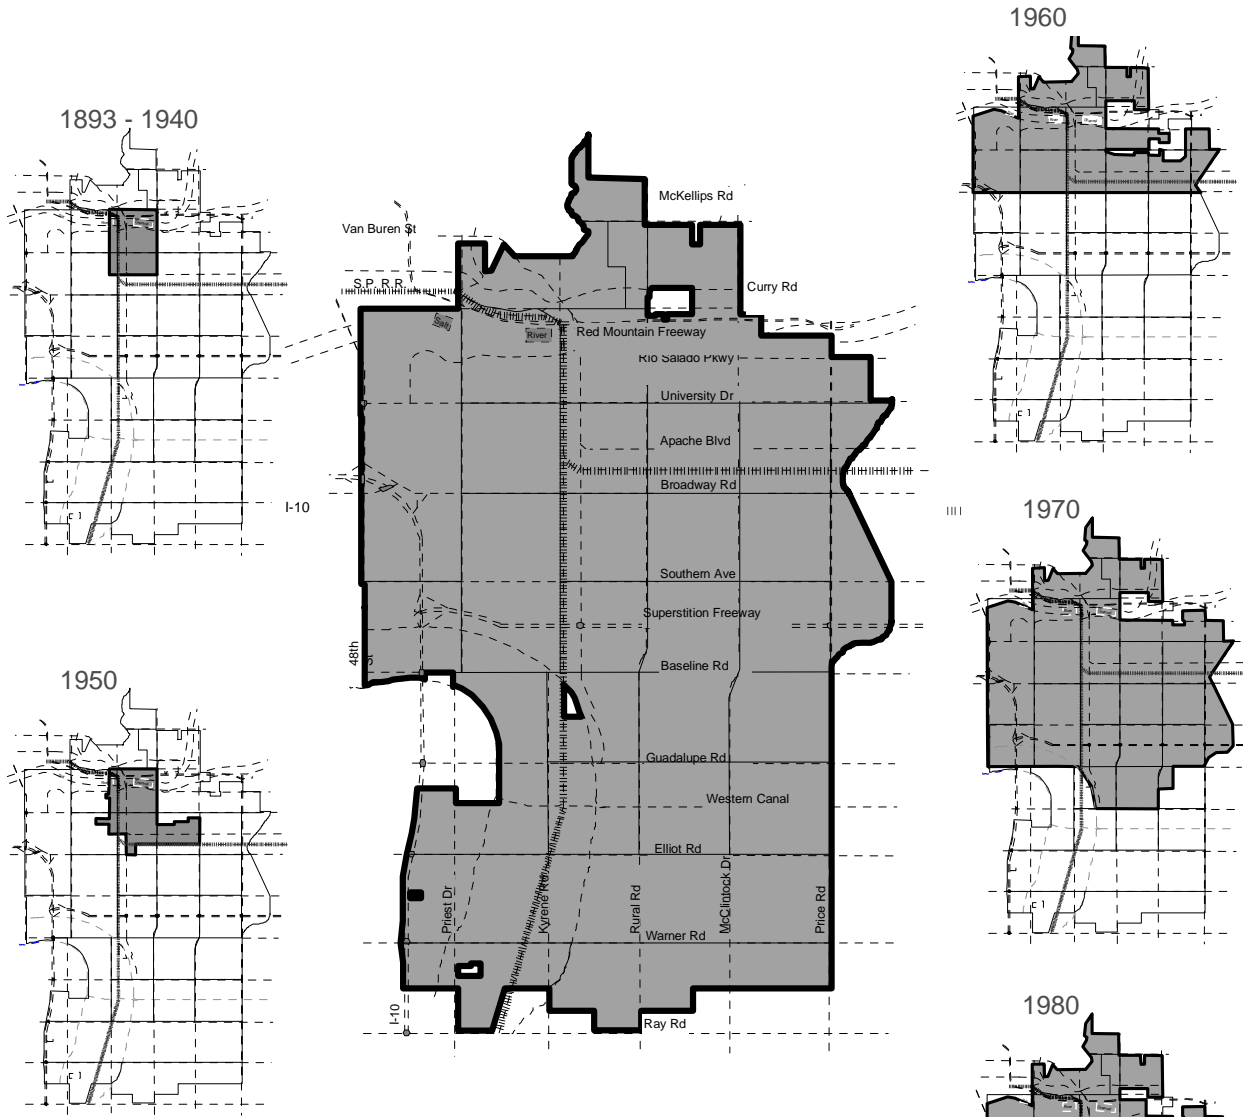 1960
1893 - 1940
McKellips Rd
Van Buren St
S.P. R.R.
Curry Rd
Salt
River
Red Mountain Freeway
Rio Salado Pkwy
University Dr
Apache Blvd
Broadway Rd
I-10
1970
Southern Ave
Superstition Freeway
48th
St
Baseline Rd
1950
Guadalupe Rd
Western Canal
Elliot Rd
Priest Dr
Kyrene Rd
Rural Rd
McClintock Dr
Price Rd
Warner Rd
I-10
Ray Rd
1980